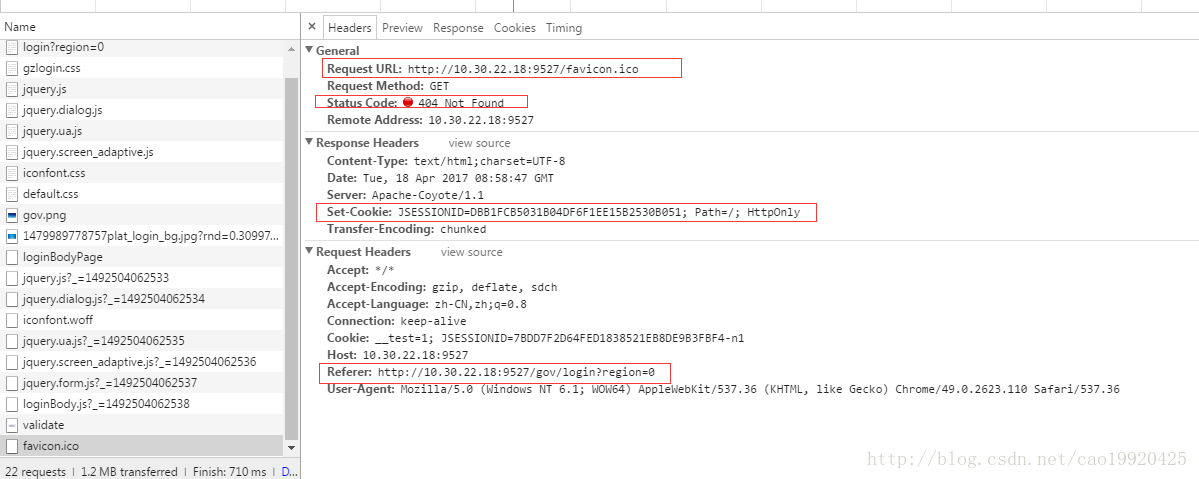 Name
login?region=0
gzlogin.css
jquery.js
jquery.dialog.js
jquery.ua.js
jquery.screen_adaptive.js
iconfont.css
default.css
gov.png
1479989778757plat_login_bg.jpg?rnd=0.30997...
loginBodyPage
jquery.js?_=1492504062533
jquery.dialog.js?_=1492504062534
iconfont.woff
jquery.ua.js?_=1492504062535
jquery.screen_adaptive.js?_=1492504062536
jquery.form.js?_=1492504062537
loginBody.js?_=1492504062538
validate
favicon.ico
22 requests | 1.2 MB transferred | Finish: 710 ms | D...
× Headers Preview Response Cookies Timing
General
Request URL: http://10.30.22.18:9527/favicon.ico
Request Method: GET
Status Code: 404 Not Found
Remote Address: 10.30.22.18:9527
Response Headers view source
Content-Type: text/html;charset=UTF-8
Date: Tue, 18 Apr 2017 08:58:47 GMT
Server: Apache-Coyote/1.1
Set-Cookie: JSESSIONID=DBB1FCB5031B04DF6F1EE15B2530B051; Path=/; HttpOnly
Transfer-Encoding: chunked
Request Headers view source
Accept: */*
Accept-Encoding: gzip, deflate, sdch
Accept-Language: zh-CN,zh;q=0.8
Connection: keep-alive
Cookie: __test=1; JSESSIONID=7BDD7F2D64FED1838521EB8DE9B3FBF4-n1
Host: 10.30.22.18:9527
Referer: http://10.30.22.18:9527/gov/login?region=0
User-Agent: Mozilla/5.0 (Windows NT 6.1; WOW64) AppleWebKit/537.36 (KHTML, like Gecko) Chrome/49.0.2623.110 Safari/537.36
http://blog.csdn.net/cao19920425